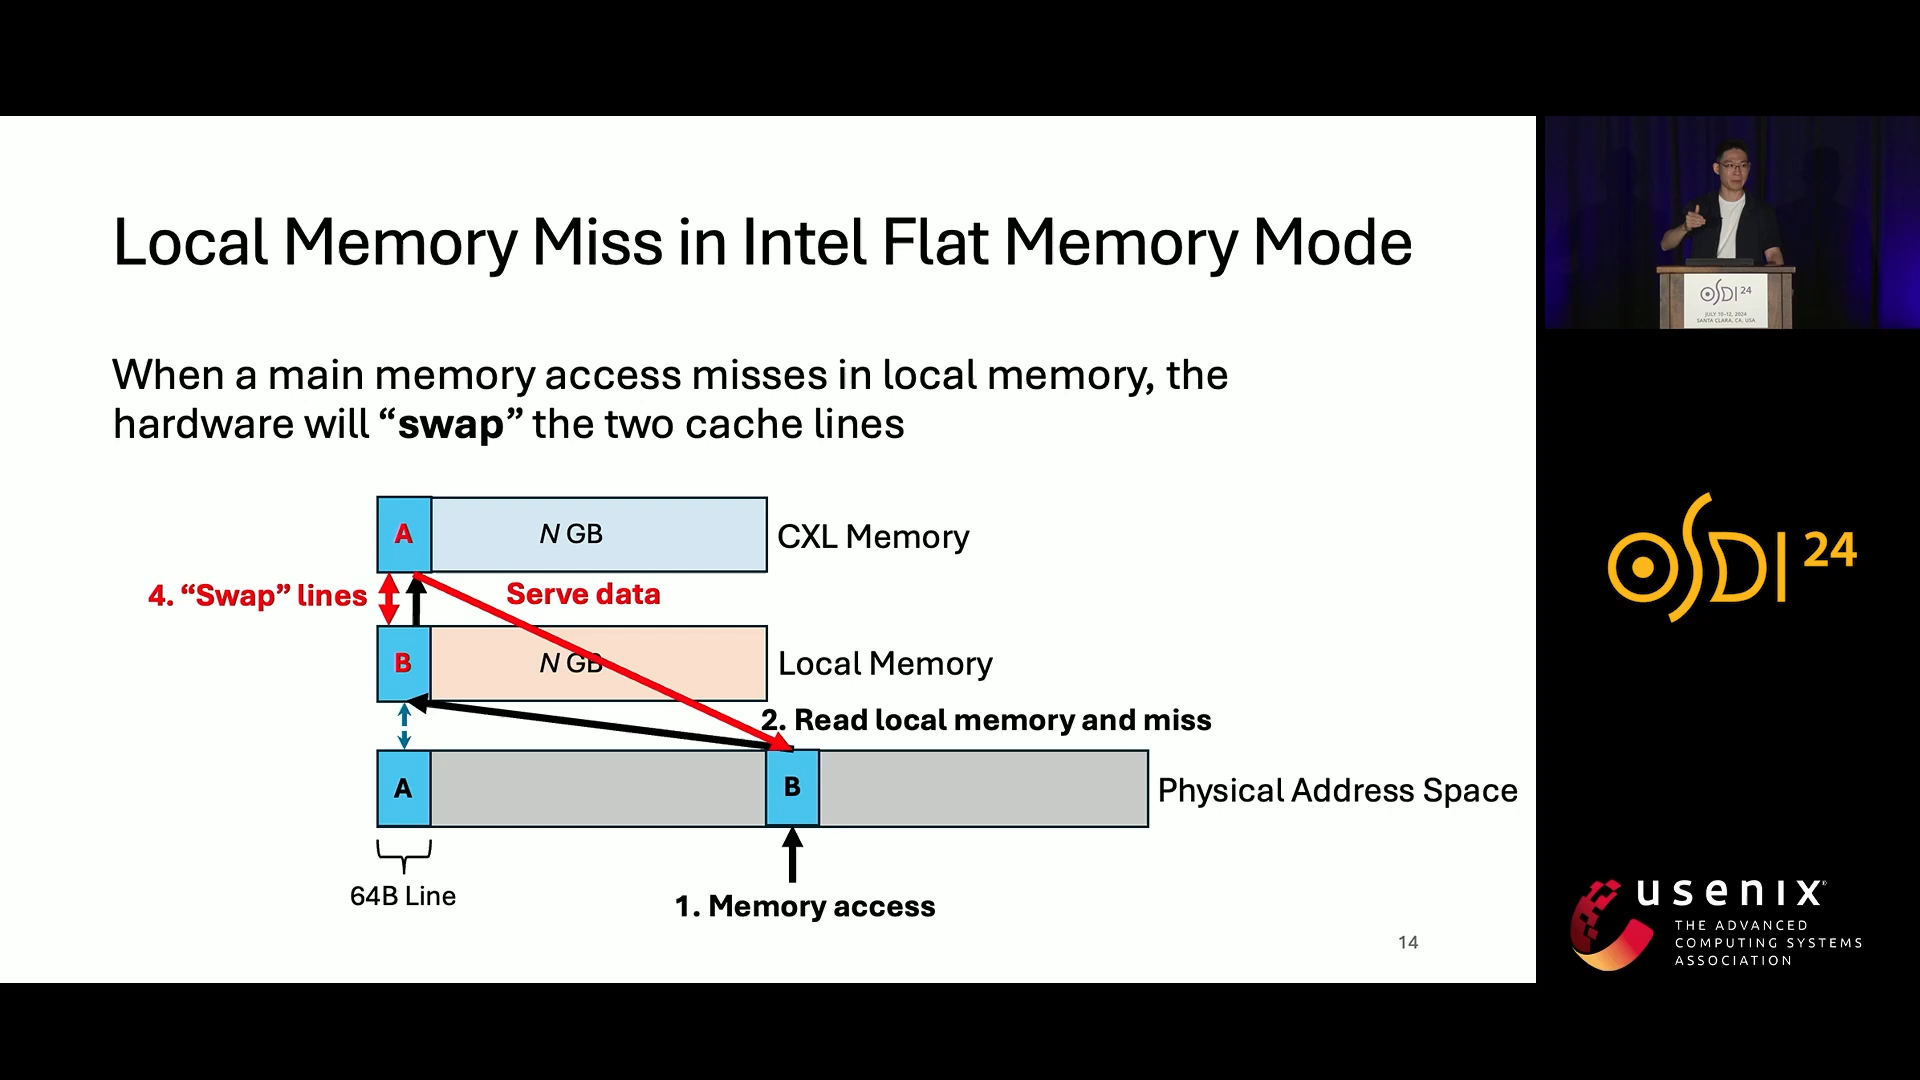 Local Memory Miss in Intel Flat Memory Mode
When a main memory access misses in local memory, the
hardware will “swap” the two cache lines
A
N GB
CXL Memory
4. “Swap” lines
Serve data
B
N GB
Local Memory
2. Read local memory and miss
A
B
Physical Address Space
64B Line
1. Memory access
14
OSDI 24
JULY 10–12, 2024
SANTA CLARA, CA, USA
OSDI 24
usenix®
THE ADVANCED
COMPUTING SYSTEMS
ASSOCIATION